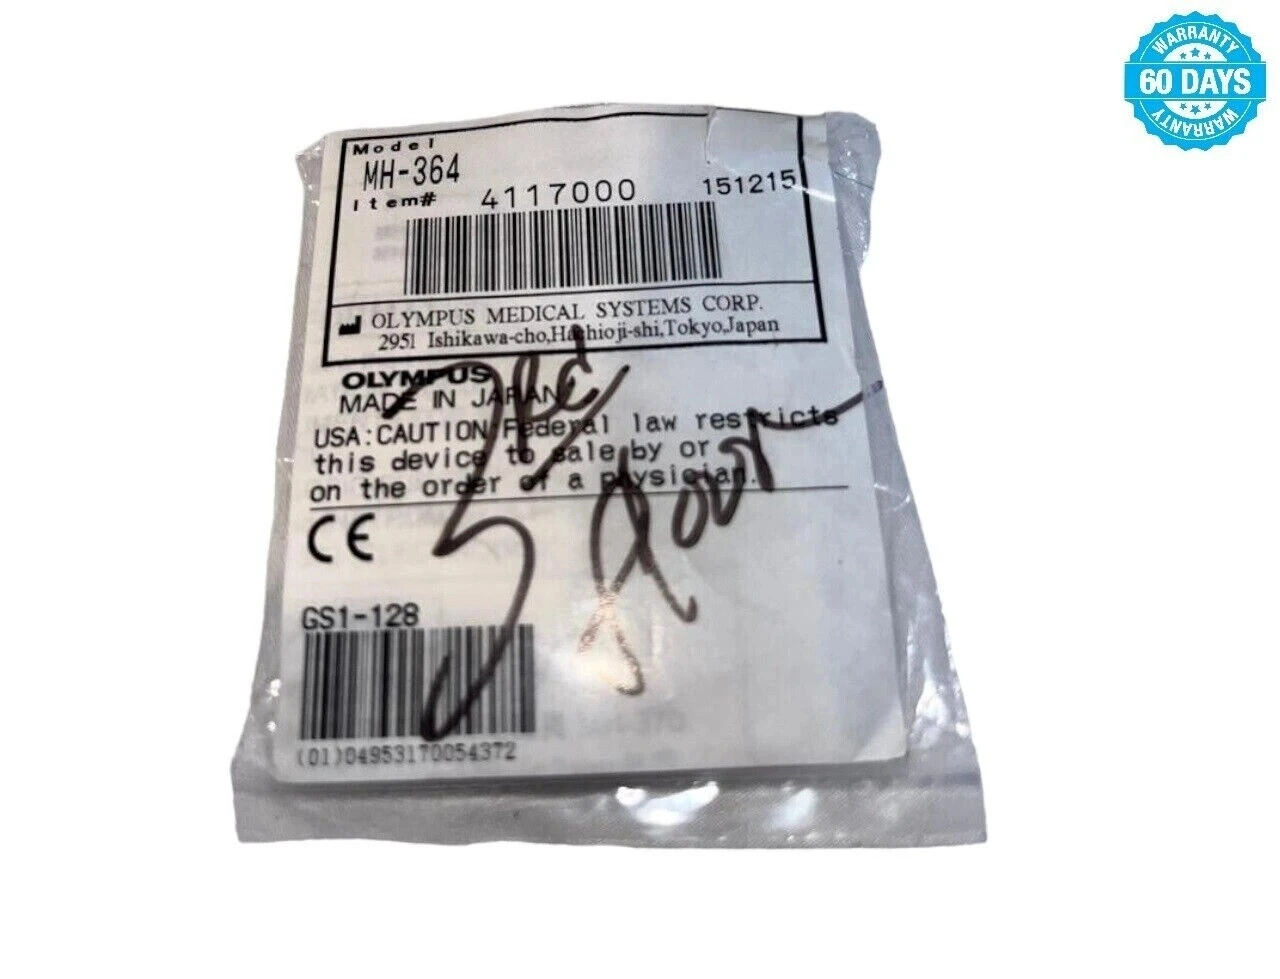 WARRANTY
60 DAYS
WARRANTY
Model
MH-364
Item# 4117000 151215
OLYMPUS MEDICAL SYSTEMS CORP.
2951 Ishikawa-cho,Hachioji-shi,Tokyo,Japan
OLYMPUS
MADE IN JAPAN
USA:CAUTION:Federal law restricts
this device to sale by or
on the order of a physician.
CE
GS1-128
(01)04953170054372
3rd
floor